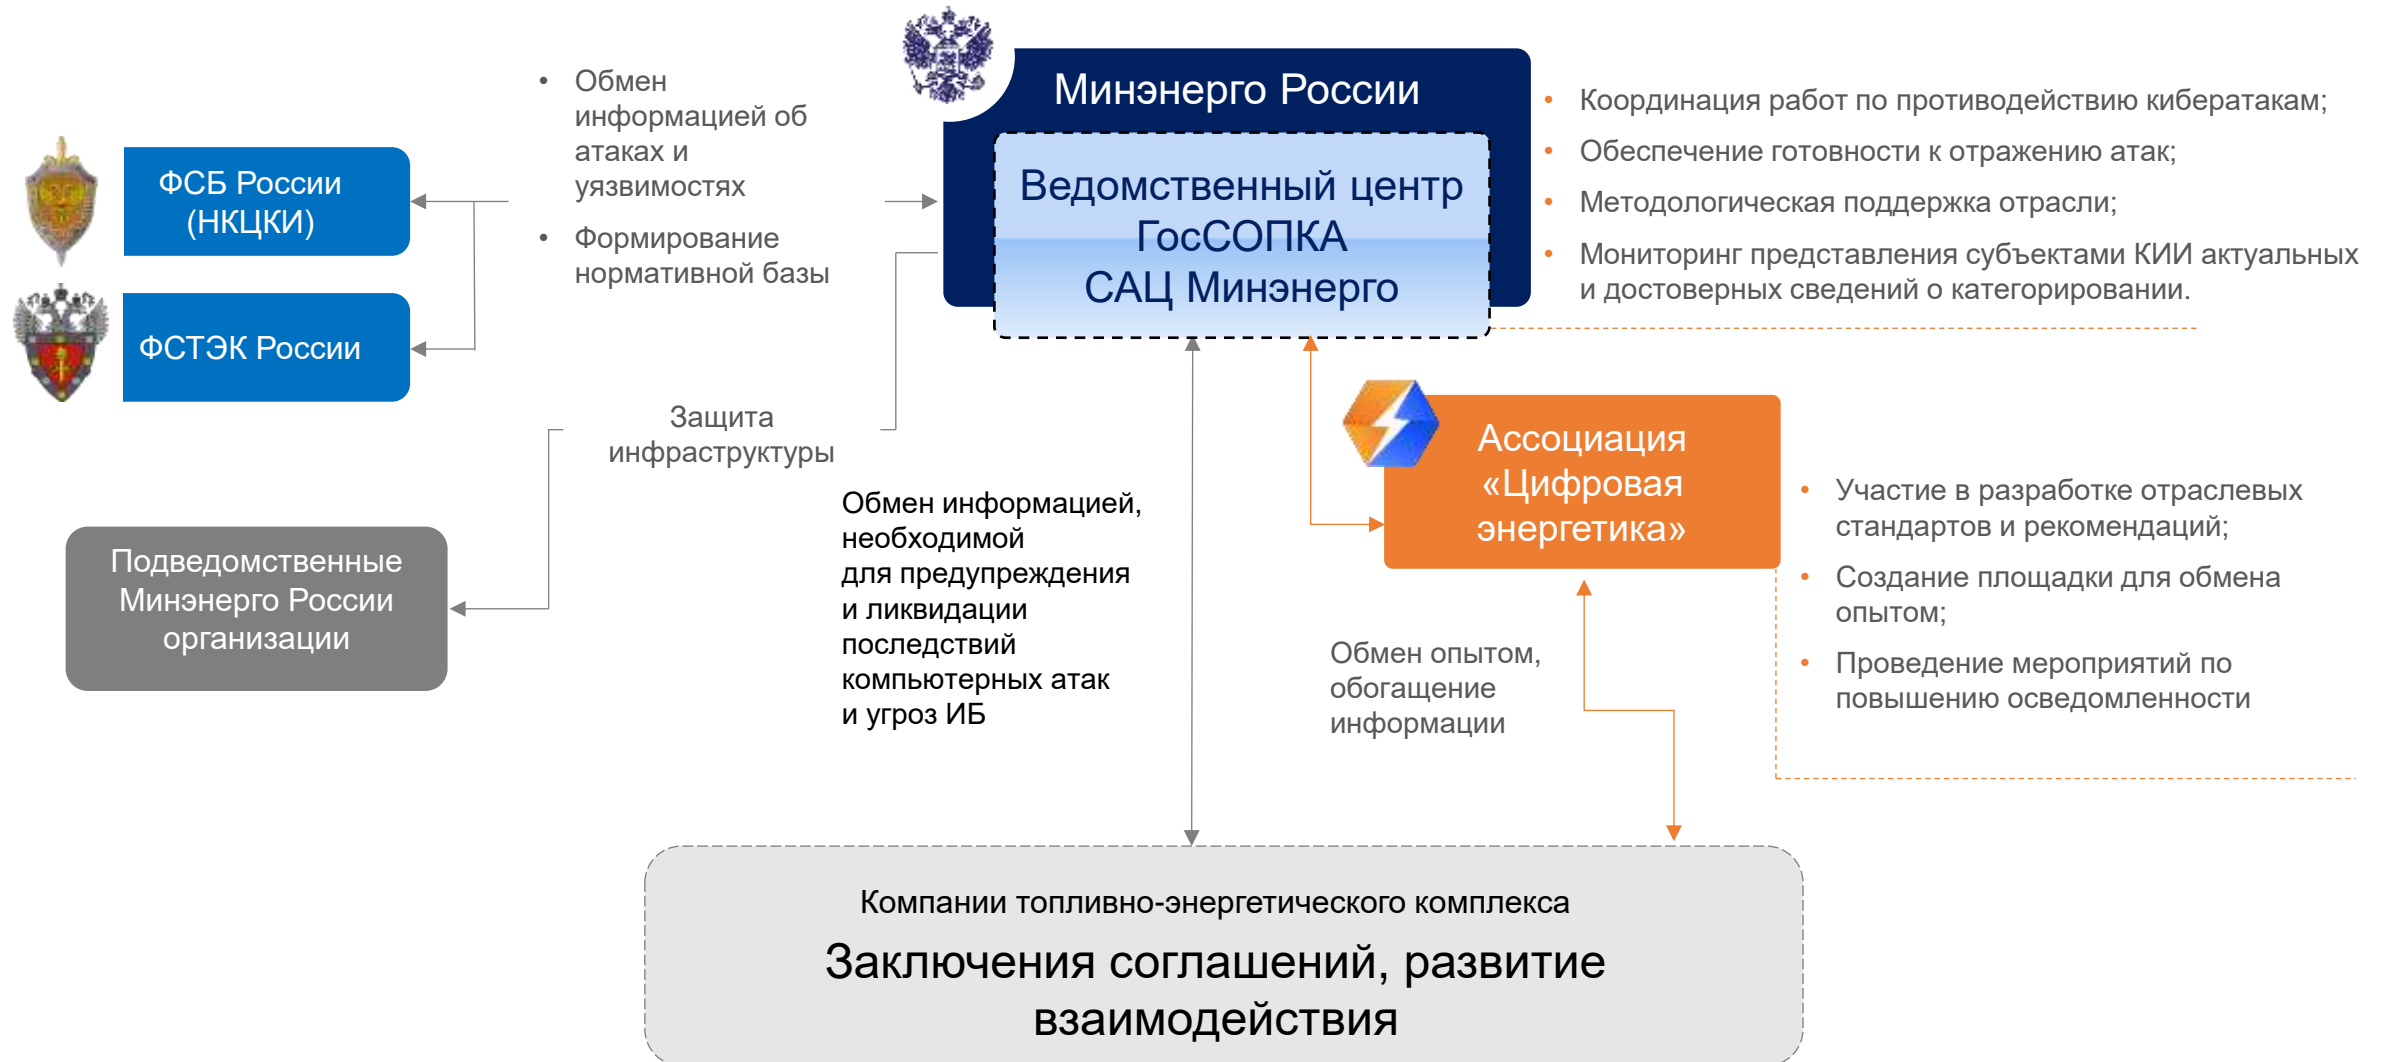 Минэнерго России
Ведомственный центр
ГосСОПКА
САЦ Минэнерго
• Координация работ по противодействию кибератакам;
• Обеспечение готовности к отражению атак;
• Методологическая поддержка отрасли;
• Мониторинг представления субъектами КИИ актуальных
и достоверных сведений о категорировании.
• Обмен
информацией об
атаках и
уязвимостях
• Формирование
нормативной базы
ФСБ России
(НКЦКИ)
ФСТЭК России
Защита
инфраструктуры
Подведомственные
Минэнерго России
организации
Обмен информацией,
необходимой
для предупреждения
и ликвидации
последствий
компьютерных атак
и угроз ИБ
Ассоциация
«Цифровая
энергетика»
• Участие в разработке отраслевых
стандартов и рекомендаций;
• Создание площадки для обмена
опытом;
• Проведение мероприятий по
повышению осведомленности
Обмен опытом,
обогащение
информации
Компании топливно-энергетического комплекса
Заключения соглашений, развитие
взаимодействия